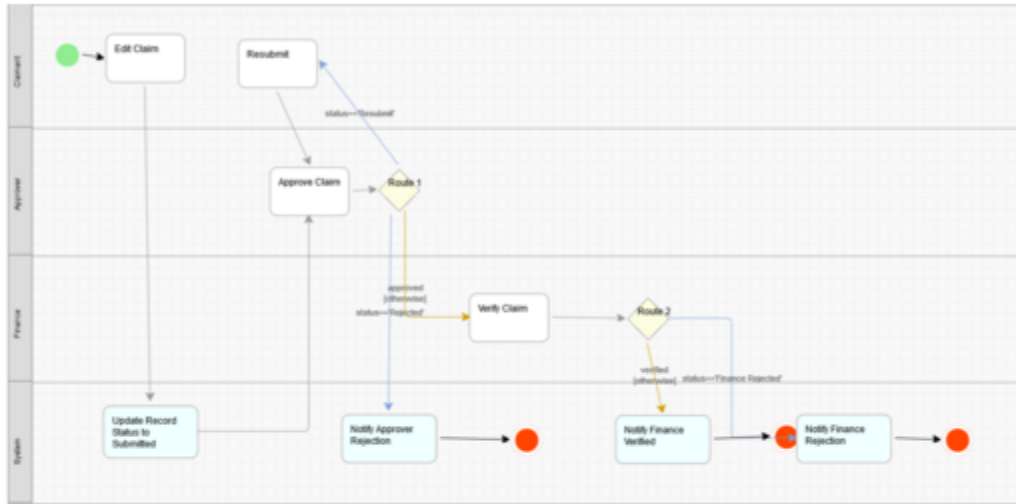 Claimant
Edit Claim
Resubmit
status=='Resubmit'
Approver
Approve Claim
Route 1
approved
[otherwise]
status=='Rejected'
Finance
Verify Claim
Route 2
verified
[otherwise]
status=='Finance Rejected'
System
Update Record
Status to
Submitted
Notify Approver
Rejection
Notify Finance
Verified
Notify Finance
Rejection